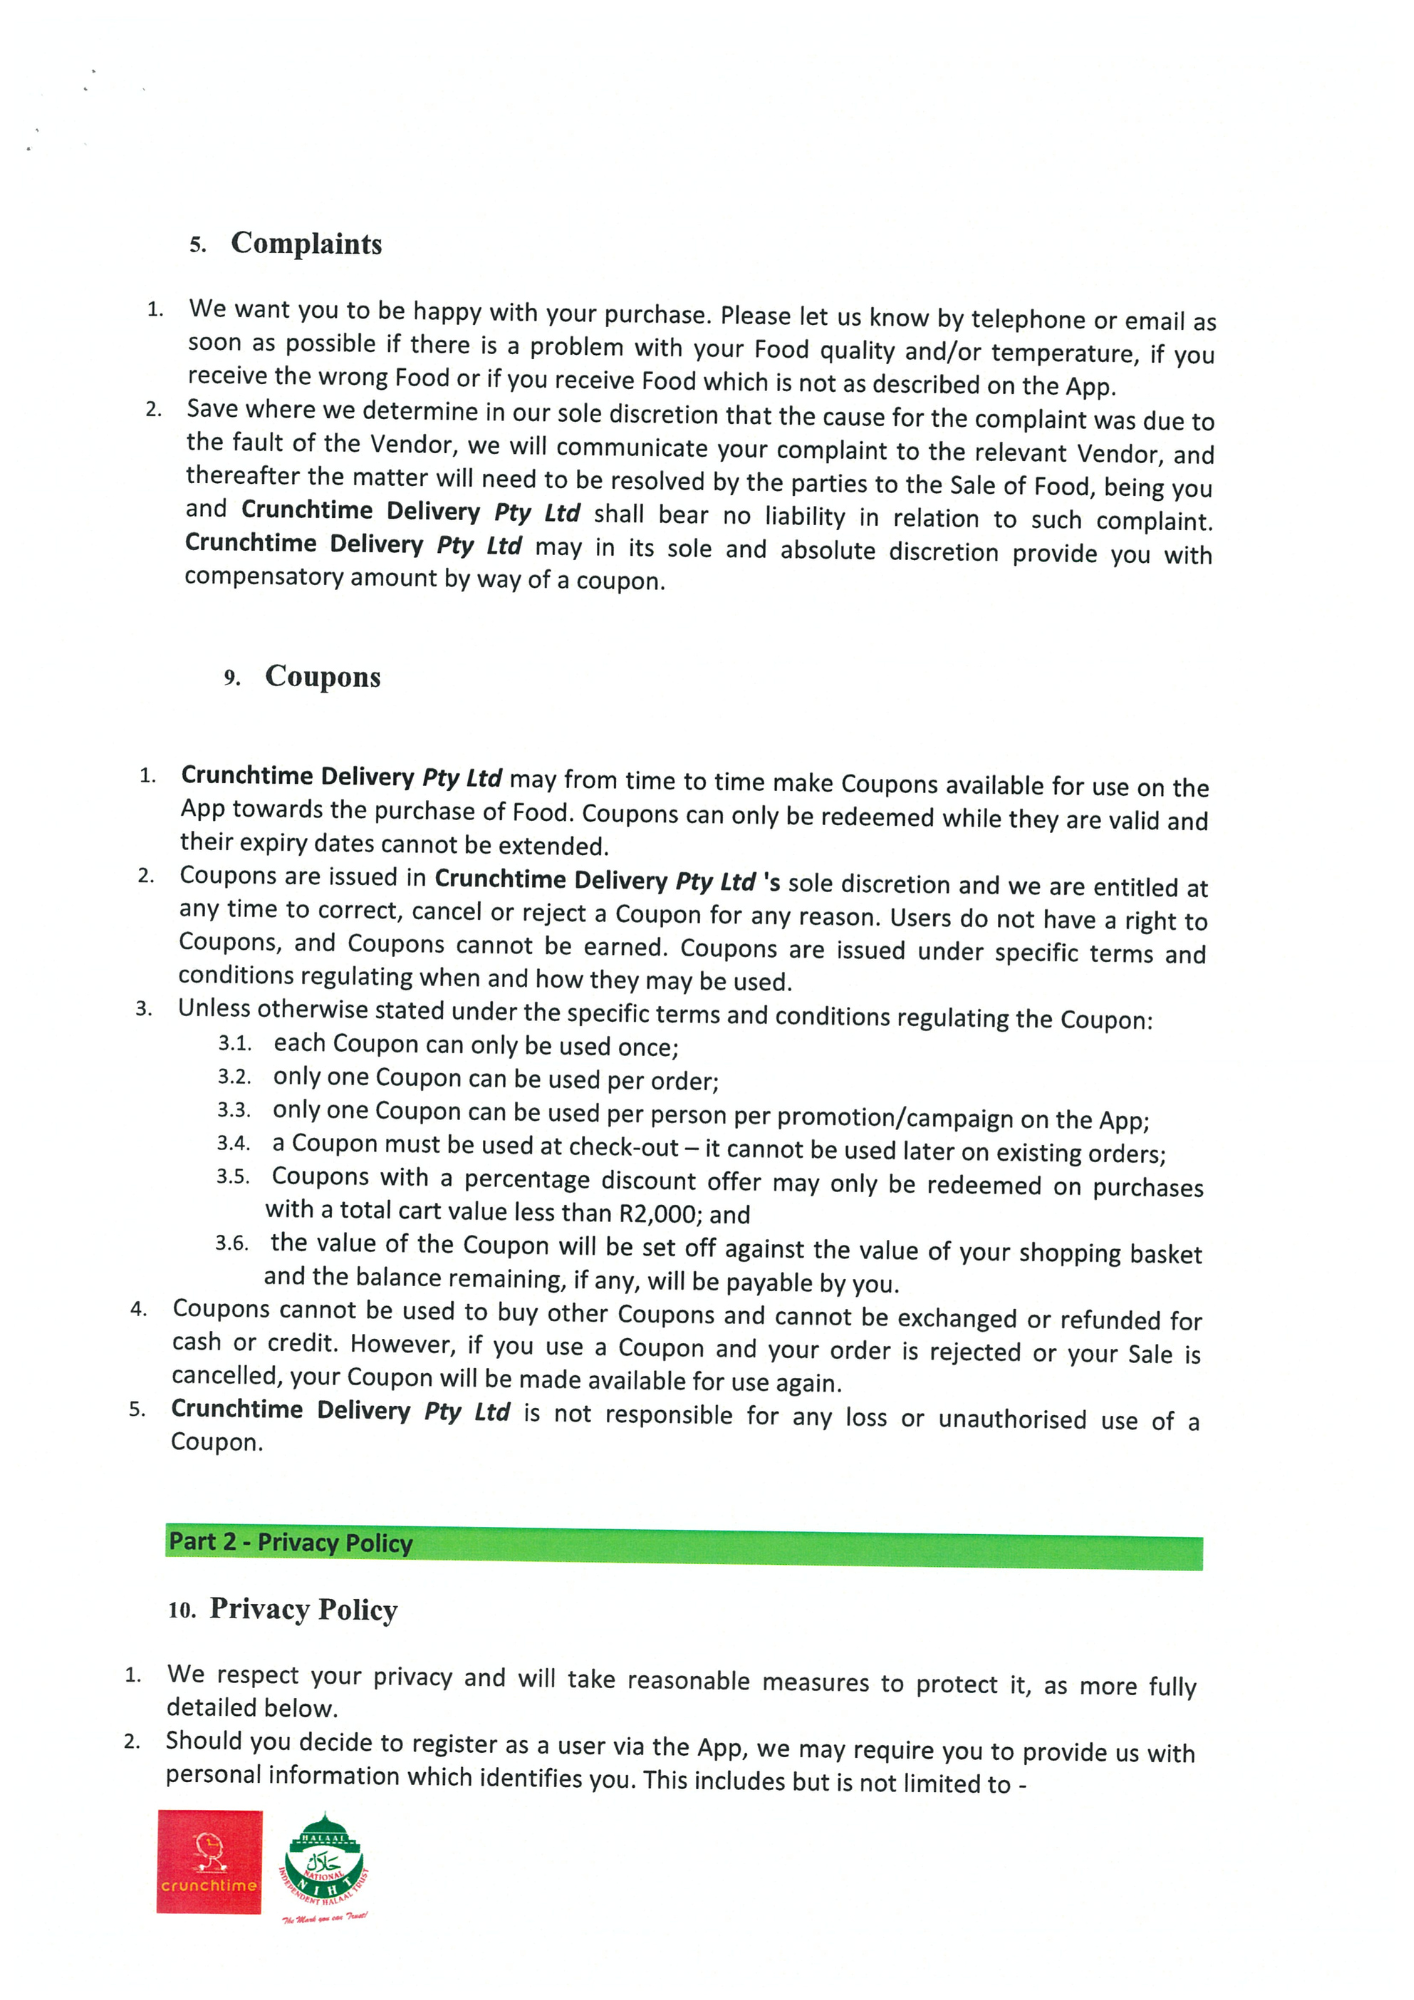 5. Complaints
1. We want you to be happy with your purchase. Please let us know by telephone or email as
soon as possible if there is a problem with your Food quality and/or temperature, if you
receive the wrong Food or if you receive Food which is not as described on the App.
2. Save where we determine in our sole discretion that the cause for the complaint was due to
the fault of the Vendor, we will communicate your complaint to the relevant Vendor, and
thereafter the matter will need to be resolved by the parties to the Sale of Food, being you
and Crunchtime Delivery Pty Ltd shall bear no liability in relation to such complaint.
Crunchtime Delivery Pty Ltd may in its sole and absolute discretion provide you with
compensatory amount by way of a coupon.
9. Coupons
1. Crunchtime Delivery Pty Ltd may from time to time make Coupons available for use on the
App towards the purchase of Food. Coupons can only be redeemed while they are valid and
their expiry dates cannot be extended.
2. Coupons are issued in Crunchtime Delivery Pty Ltd 's sole discretion and we are entitled at
any time to correct, cancel or reject a Coupon for any reason. Users do not have a right to
Coupons, and Coupons cannot be earned. Coupons are issued under specific terms and
conditions regulating when and how they may be used.
3. Unless otherwise stated under the specific terms and conditions regulating the Coupon:
3.1. each Coupon can only be used once;
3.2. only one Coupon can be used per order;
3.3. only one Coupon can be used per person per promotion/campaign on the App;
3.4. a Coupon must be used at check-out – it cannot be used later on existing orders;
3.5. Coupons with a percentage discount offer may only be redeemed on purchases
with a total cart value less than R2,000; and
3.6. the value of the Coupon will be set off against the value of your shopping basket
and the balance remaining, if any, will be payable by you.
4. Coupons cannot be used to buy other Coupons and cannot be exchanged or refunded for
cash or credit. However, if you use a Coupon and your order is rejected or your Sale is
cancelled, your Coupon will be made available for use again.
5. Crunchtime Delivery Pty Ltd is not responsible for any loss or unauthorised use of a
Coupon.
Part 2 - Privacy Policy
10. Privacy Policy
1. We respect your privacy and will take reasonable measures to protect it, as more fully
detailed below.
2. Should you decide to register as a user via the App, we may require you to provide us with
personal information which identifies you. This includes but is not limited to -
crunchtime
HALAAL
حلال
NATIONAL
NIHT
INDEPENDENT HALAAL TRUST
The Mark you can Trust!